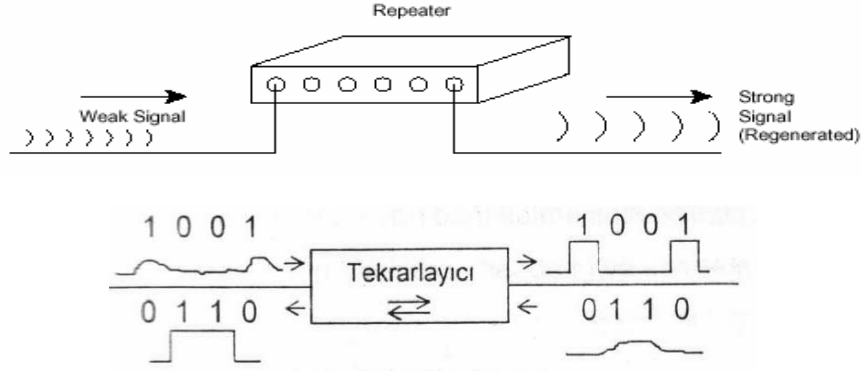 Repeater
Weak Signal
Strong
Signal
(Regenerated)
1 0 0 1
1 0 0 1
Tekrarlayıcı
0 1 1 0
0 1 1 0